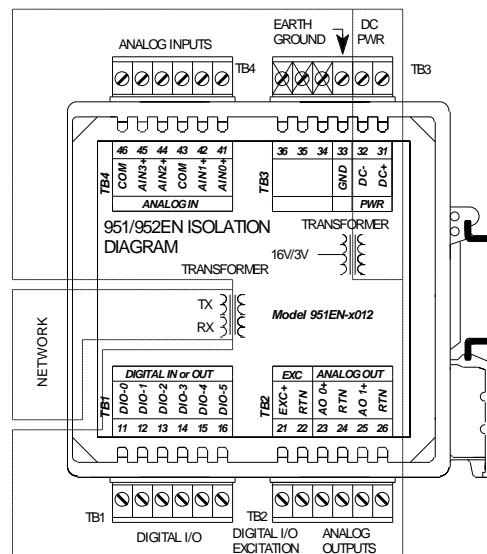 EARTH GROUND
DC PWR
ANALOG INPUTS
TB4
TB3
46 45 44 43 42 41
COM AIN3+ AIN2+ COM AIN1+ AIN0+
TB4
ANALOG IN
36 35 34 33 32 31
GND DC- DC+
TB3
PWR
951/952EN ISOLATION
DIAGRAM
TRANSFORMER
16V/3V
TRANSFORMER
TX
RX
Model 951EN-x012
NETWORK
DIGITAL IN or OUT
TB1
DIO-0 DIO-1 DIO-2 DIO-3 DIO-4 DIO-5
11 12 13 14 15 16
EXC ANALOG OUT
TB2
EXC+ RTN AO 0+ RTN AO 1+ RTN
21 22 23 24 25 26
TB1
TB2
DIGITAL I/O
DIGITAL I/O
EXCITATION
ANALOG
OUTPUTS